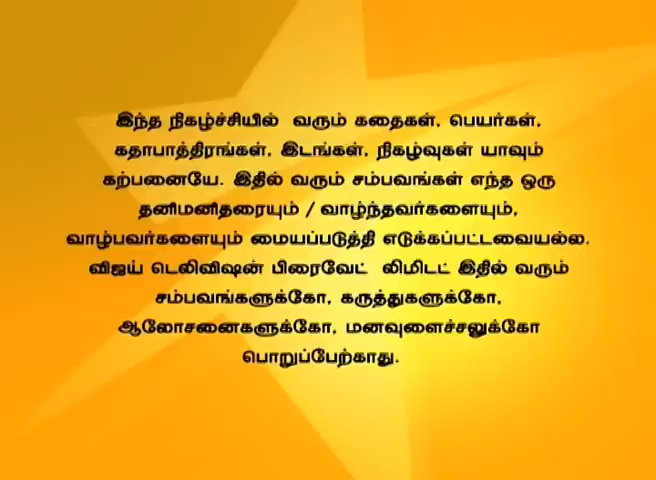 இந்த நிகழ்ச்சியில் வரும் கதைகள், பெயர்கள்,
கதாபாத்திரங்கள், இடங்கள், நிகழ்வுகள் யாவும்
கற்பனையே. இதில் வரும் சம்பவங்கள் எந்த ஒரு
தனிமனிதரையும் / வாழ்ந்தவர்களையும்,
வாழ்பவர்களையும் மையப்படுத்தி எடுக்கப்பட்டவையல்ல.
விஜய் டெலிவிஷன் பிரைவேட் லிமிடட் இதில் வரும்
சம்பவங்களுக்கோ, கருத்துகளுக்கோ,
ஆலோசனைகளுக்கோ, மனவுளைச்சலுக்கோ
பொறுப்பேற்காது.